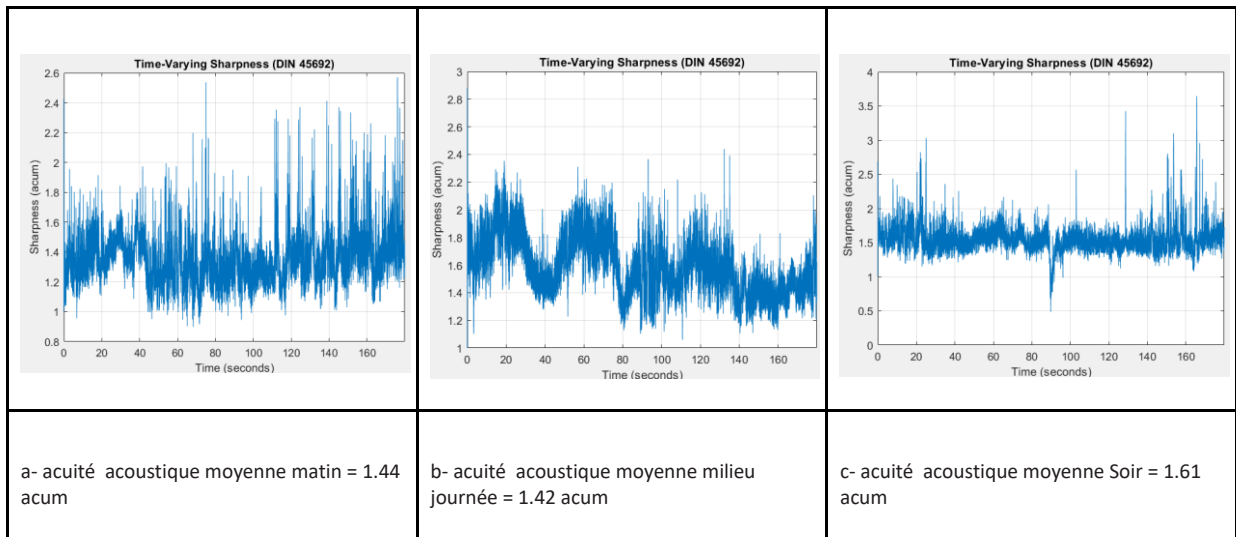 Time-Varying Sharpness (DIN 45692)
Sharpness (acum)
2.6
2.4
2.2
2
1.8
1.6
1.4
1.2
1
0.8
0 20 40 60 80 100 120 140 160
Time (seconds)
Time-Varying Sharpness (DIN 45692)
Sharpness (acum)
3
2.8
2.6
2.4
2.2
2
1.8
1.6
1.4
1.2
1
0 20 40 60 80 100 120 140 160
Time (seconds)
Time-Varying Sharpness (DIN 45692)
Sharpness (acum)
4
3.5
3
2.5
2
1.5
1
0.5
0
0 20 40 60 80 100 120 140 160
Time (seconds)
a- acuité acoustique moyenne matin = 1.44
acum
b- acuité acoustique moyenne milieu
journée = 1.42 acum
c- acuité acoustique moyenne Soir = 1.61
acum